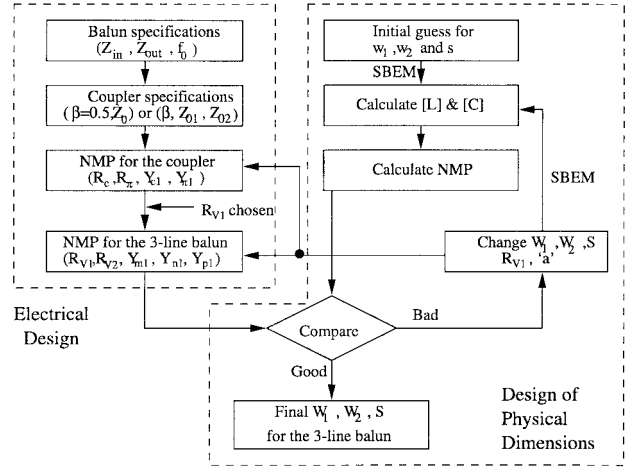 Balun specifications
(Z_in , Z_out , f_0)
Coupler specifications
(β=0.5,Z_0) or (β, Z_01 , Z_02)
NMP for the coupler
(R_c ,R_π , Y_c1 , Y_π1)
R_V1 chosen
NMP for the 3-line balun
(R_V1,R_V2 , Y_m1 , Y_n1 , Y_p1)
Electrical
Design
Initial guess for
w_1 ,w_2 and s
SBEM
Calculate [L] & [C]
Calculate NMP
SBEM
Change W_1 ,W_2 ,S
R_V1 , 'a'
Compare
Bad
Good
Final W_1 , W_2 , S
for the 3-line balun
Design of
Physical
Dimensions